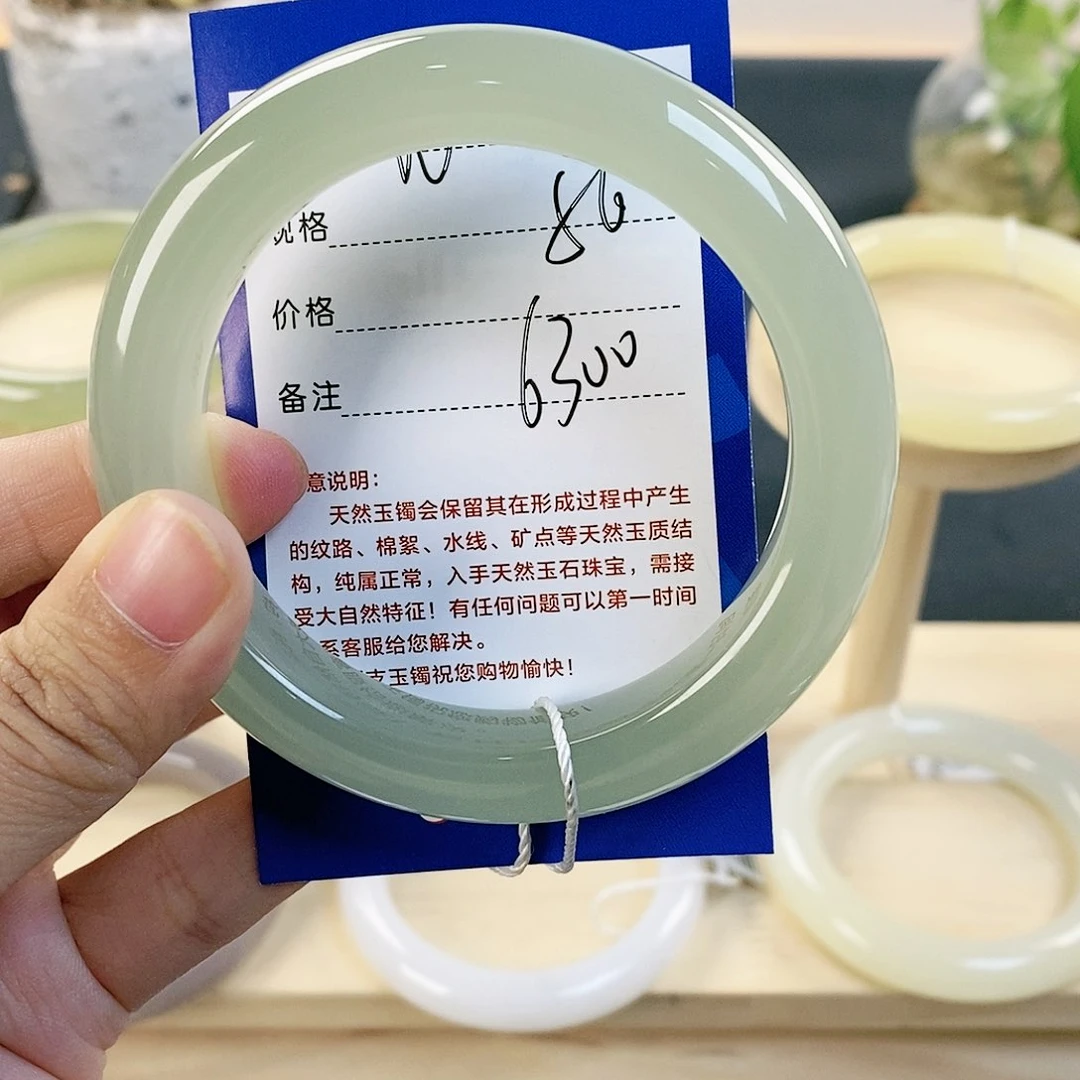 86
规格
价格
6300
备注
意说明：
天然玉镯会保留其在形成过程中产生
的纹路、棉絮、水线、矿点等天然玉质结
构，纯属正常，入手天然玉石珠宝，需接
受大自然特征！有任何问题可以第一时间
系客服给您解决。
支玉镯祝您购物愉快！